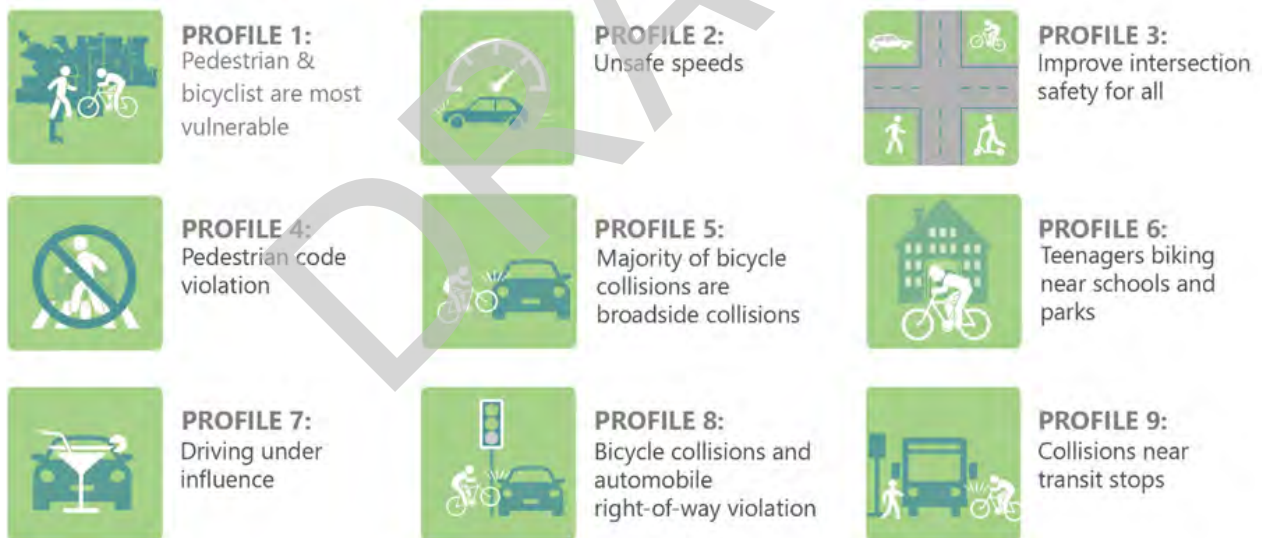 PROFILE 1:
Pedestrian &
bicyclist are most
vulnerable
PROFILE 2:
Unsafe speeds
PROFILE 3:
Improve intersection
safety for all
PROFILE 4:
Pedestrian code
violation
PROFILE 5:
Majority of bicycle
collisions are
broadside collisions
PROFILE 6:
Teenagers biking
near schools and
parks
PROFILE 7:
Driving under
influence
PROFILE 8:
Bicycle collisions and
automobile
right-of-way violation
PROFILE 9:
Collisions near
transit stops
DRA